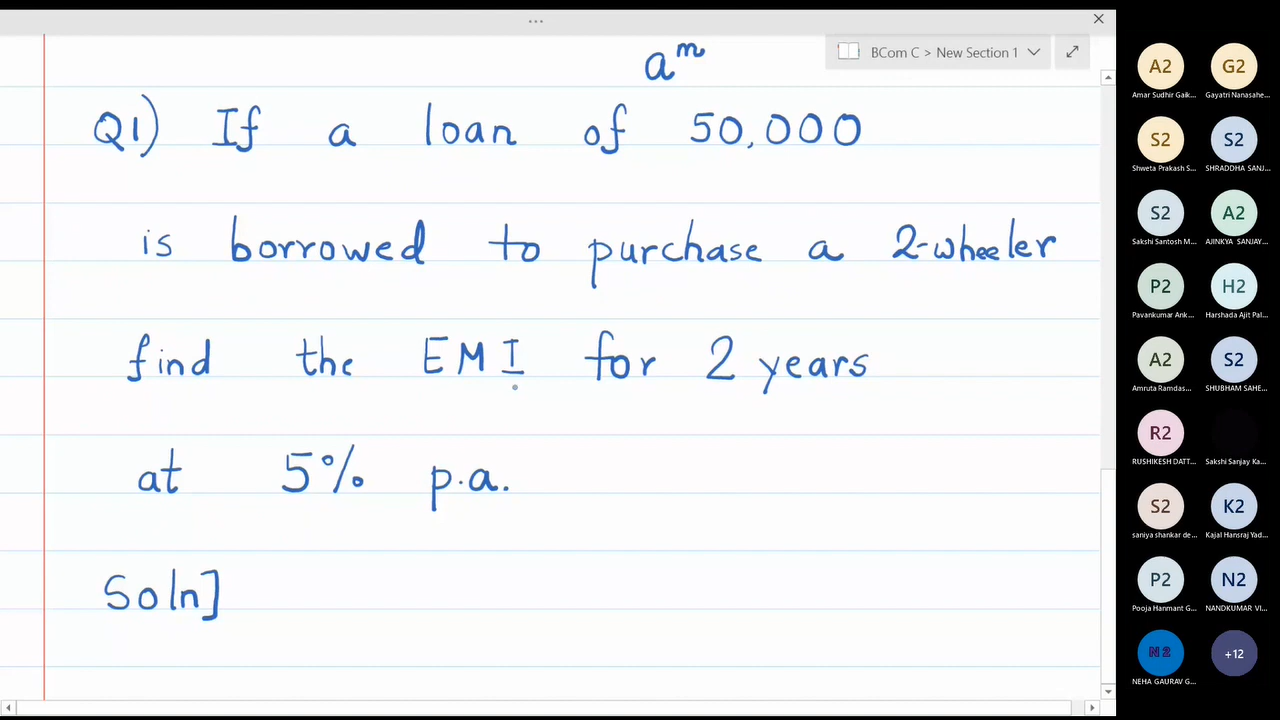 BCom C > New Section 1
a^m
Q1) If a loan of 50,000
is borrowed to purchase a 2-wheeler
find the EMI for 2 years
at 5% p.a.
Soln]
A2 G2
Amar Sudhir Gaik... Gayatri Nanasahe...
S2 S2
Shweta Prakash S... SHRADDHA SANJ...
S2 A2
Sakshi Santosh M... AJINKYA SANJAY...
P2 H2
Pavankumar Ank... Harshada Ajit Pal...
A2 S2
Amruta Ramdas... SHUBHAM SAHE...
R2
RUSHIKESH DATT... Sakshi Sanjay Ka...
S2 K2
saniya shankar de... Kajal Hansraj Yad...
P2 N2
Pooja Hanmant G... NANDKUMAR VI...
N2 +12
NEHA GAURAV G...